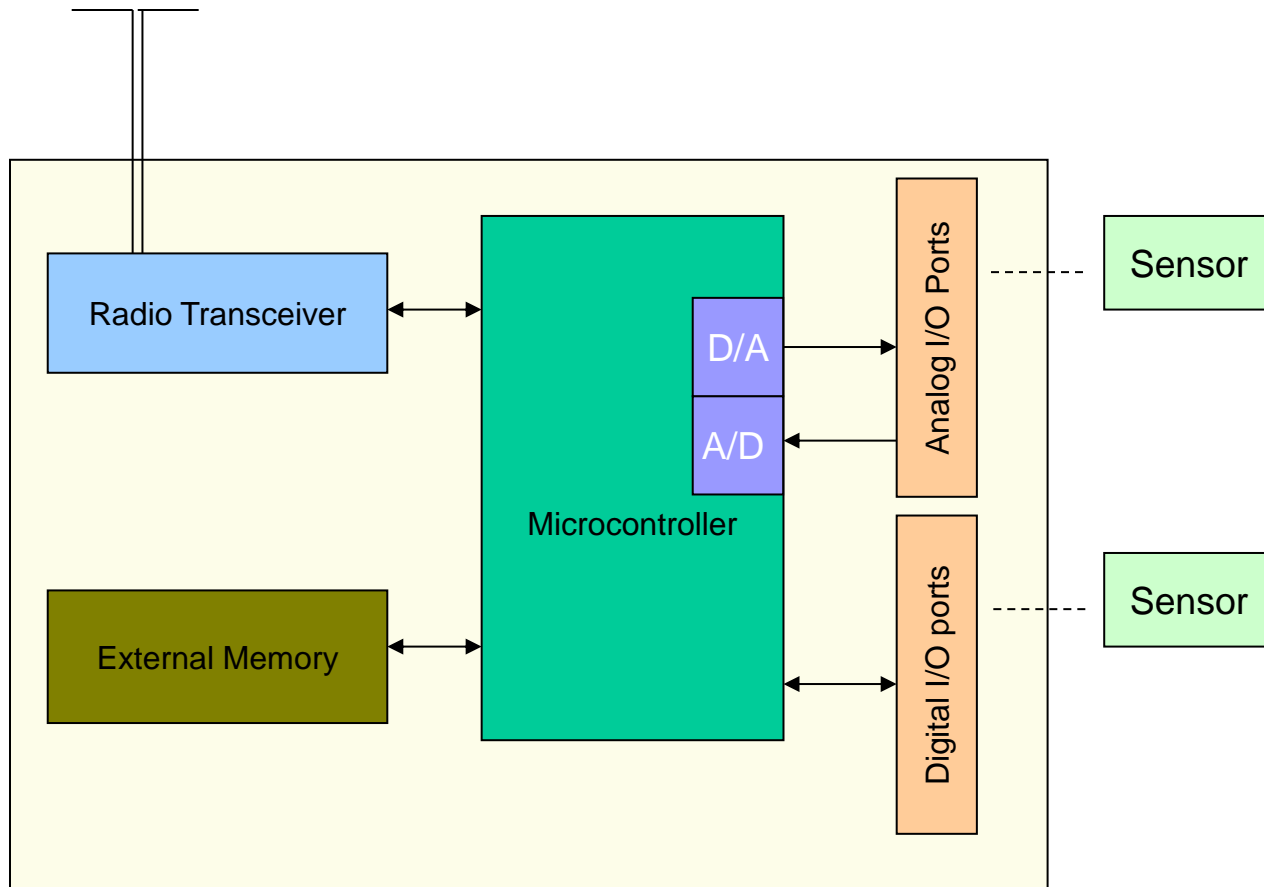 Radio Transceiver
External Memory
Microcontroller
D/A
A/D
Analog I/O Ports
Digital I/O ports
Sensor
Sensor